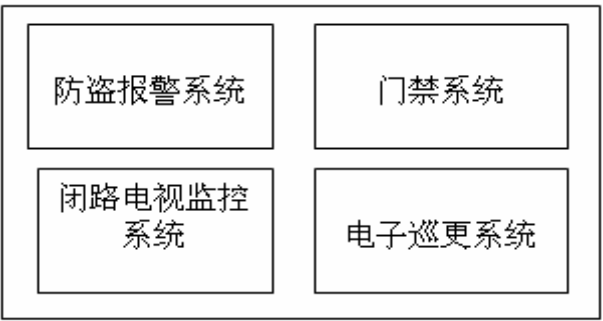 防盗报警系统
门禁系统
闭路电视监控
系统
电子巡更系统